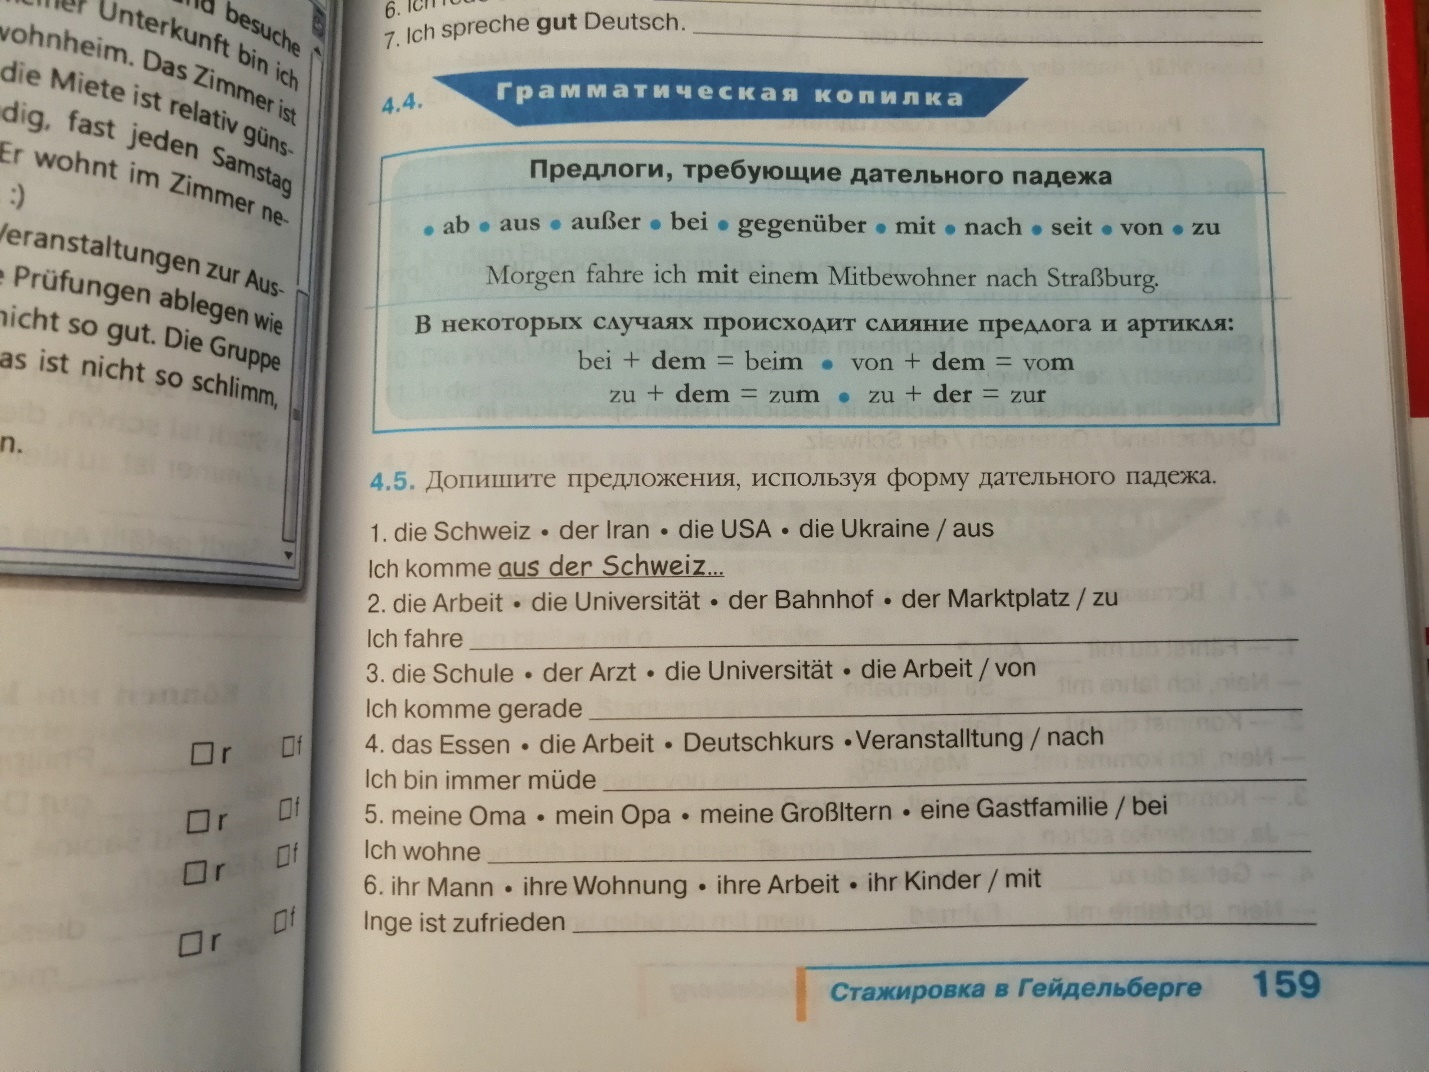 nd besuche
einer Unterkunft bin ich
wohnheim. Das Zimmer ist
die Miete ist relativ güns-
dig, fast jeden Samstag
Er wohnt im Zimmer ne-
:)
Veranstaltungen zur Aus-
e Prüfungen ablegen wie
nicht so gut. Die Gruppe
as ist nicht so schlimm,
n.
r f
r f
r f
r f
6. Ich
7. Ich spreche gut Deutsch.
4.4. Грамматическая копилка
Предлоги, требующие дательного падежа
• ab • aus • außer • bei • gegenüber • mit • nach • seit • von • zu
Morgen fahre ich mit einem Mitbewohner nach Straßburg.
В некоторых случаях происходит слияние предлога и артикля:
bei + dem = beim • von + dem = vom
zu + dem = zum • zu + der = zur
4.5. Допишите предложения, используя форму дательного падежа.
1. die Schweiz • der Iran • die USA • die Ukraine / aus
Ich komme aus der Schweiz...
2. die Arbeit • die Universität • der Bahnhof • der Marktplatz / zu
Ich fahre
3. die Schule • der Arzt • die Universität • die Arbeit / von
Ich komme gerade
4. das Essen • die Arbeit • Deutschkurs • Veranstalltung / nach
Ich bin immer müde
5. meine Oma • mein Opa • meine Großltern • eine Gastfamilie / bei
Ich wohne
6. ihr Mann • ihre Wohnung • ihre Arbeit • ihr Kinder / mit
Inge ist zufrieden
Стажировка в Гейдельберге 159